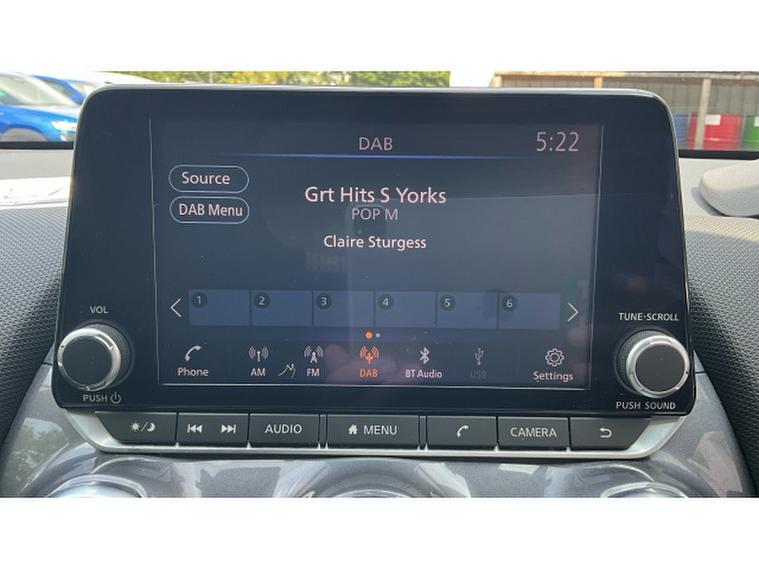 DAB
5:22
Source
Grt Hits S Yorks
DAB Menu
POP M
Claire Sturgess
1 2 3 4 5 6
VOL
TUNE·SCROLL
Phone AM FM DAB BT Audio USB Settings
PUSH
PUSH SOUND
AUDIO MENU CAMERA